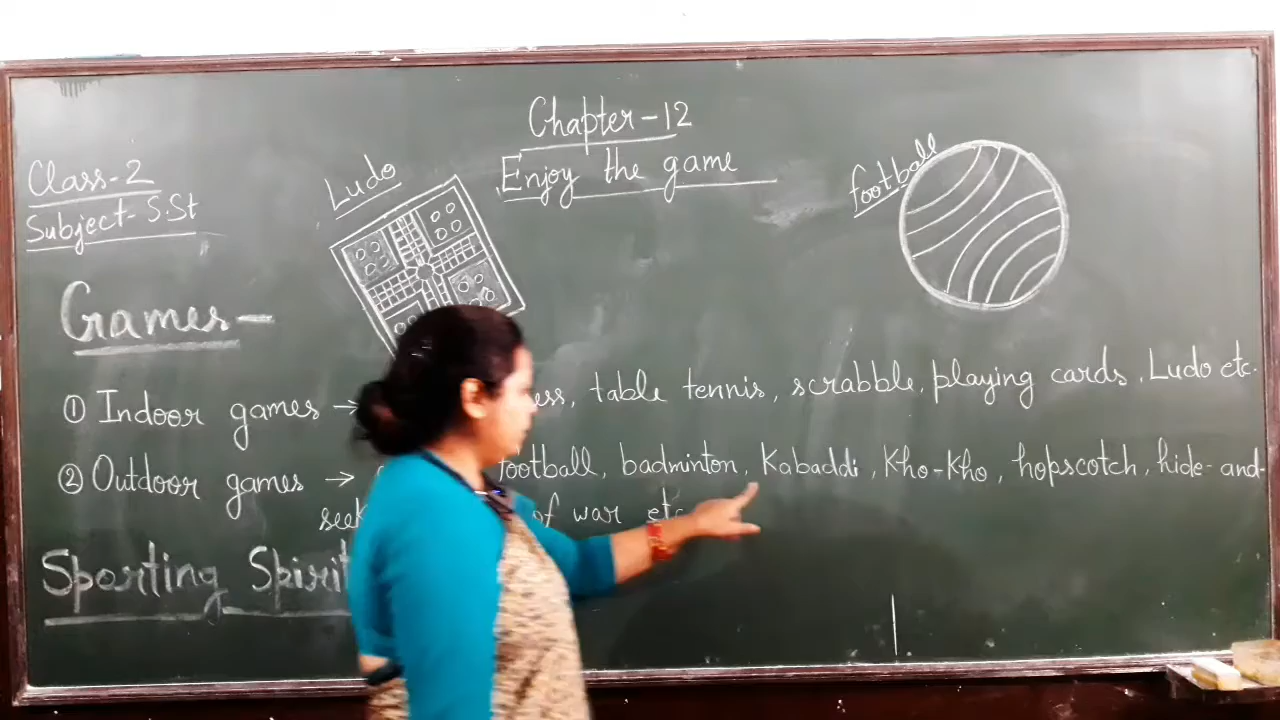 Chapter-12
Enjoy the game
Class-2
Subject- S.St
Ludo
football
Games-
① Indoor games → ess, table tennis, scrabble, playing cards, Ludo etc.
② Outdoor games → football, badminton, Kabaddi, Kho-Kho, hopscotch, hide-and-
seek of war etc
Sporting Spirit